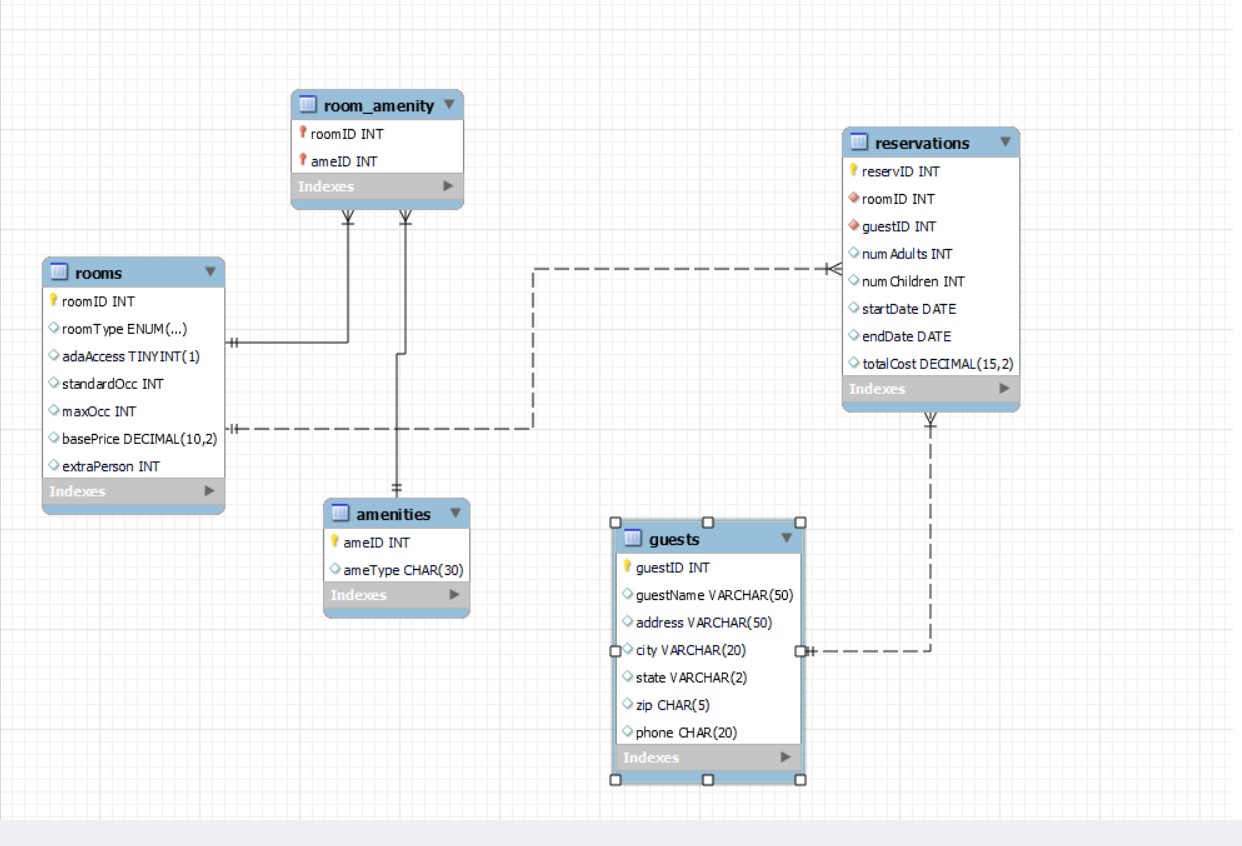 room_amenity
roomID INT
ameID INT
Indexes
reservations
reservID INT
roomID INT
guestID INT
numAdults INT
numChildren INT
startDate DATE
endDate DATE
totalCost DECIMAL(15,2)
Indexes
rooms
roomID INT
roomType ENUM(...)
adaAccess TINYINT(1)
standardOcc INT
maxOcc INT
basePrice DECIMAL(10,2)
extraPerson INT
Indexes
amenities
ameID INT
ameType CHAR(30)
Indexes
guests
guestID INT
guestName VARCHAR(50)
address VARCHAR(50)
city VARCHAR(20)
state VARCHAR(2)
zip CHAR(5)
phone CHAR(20)
Indexes